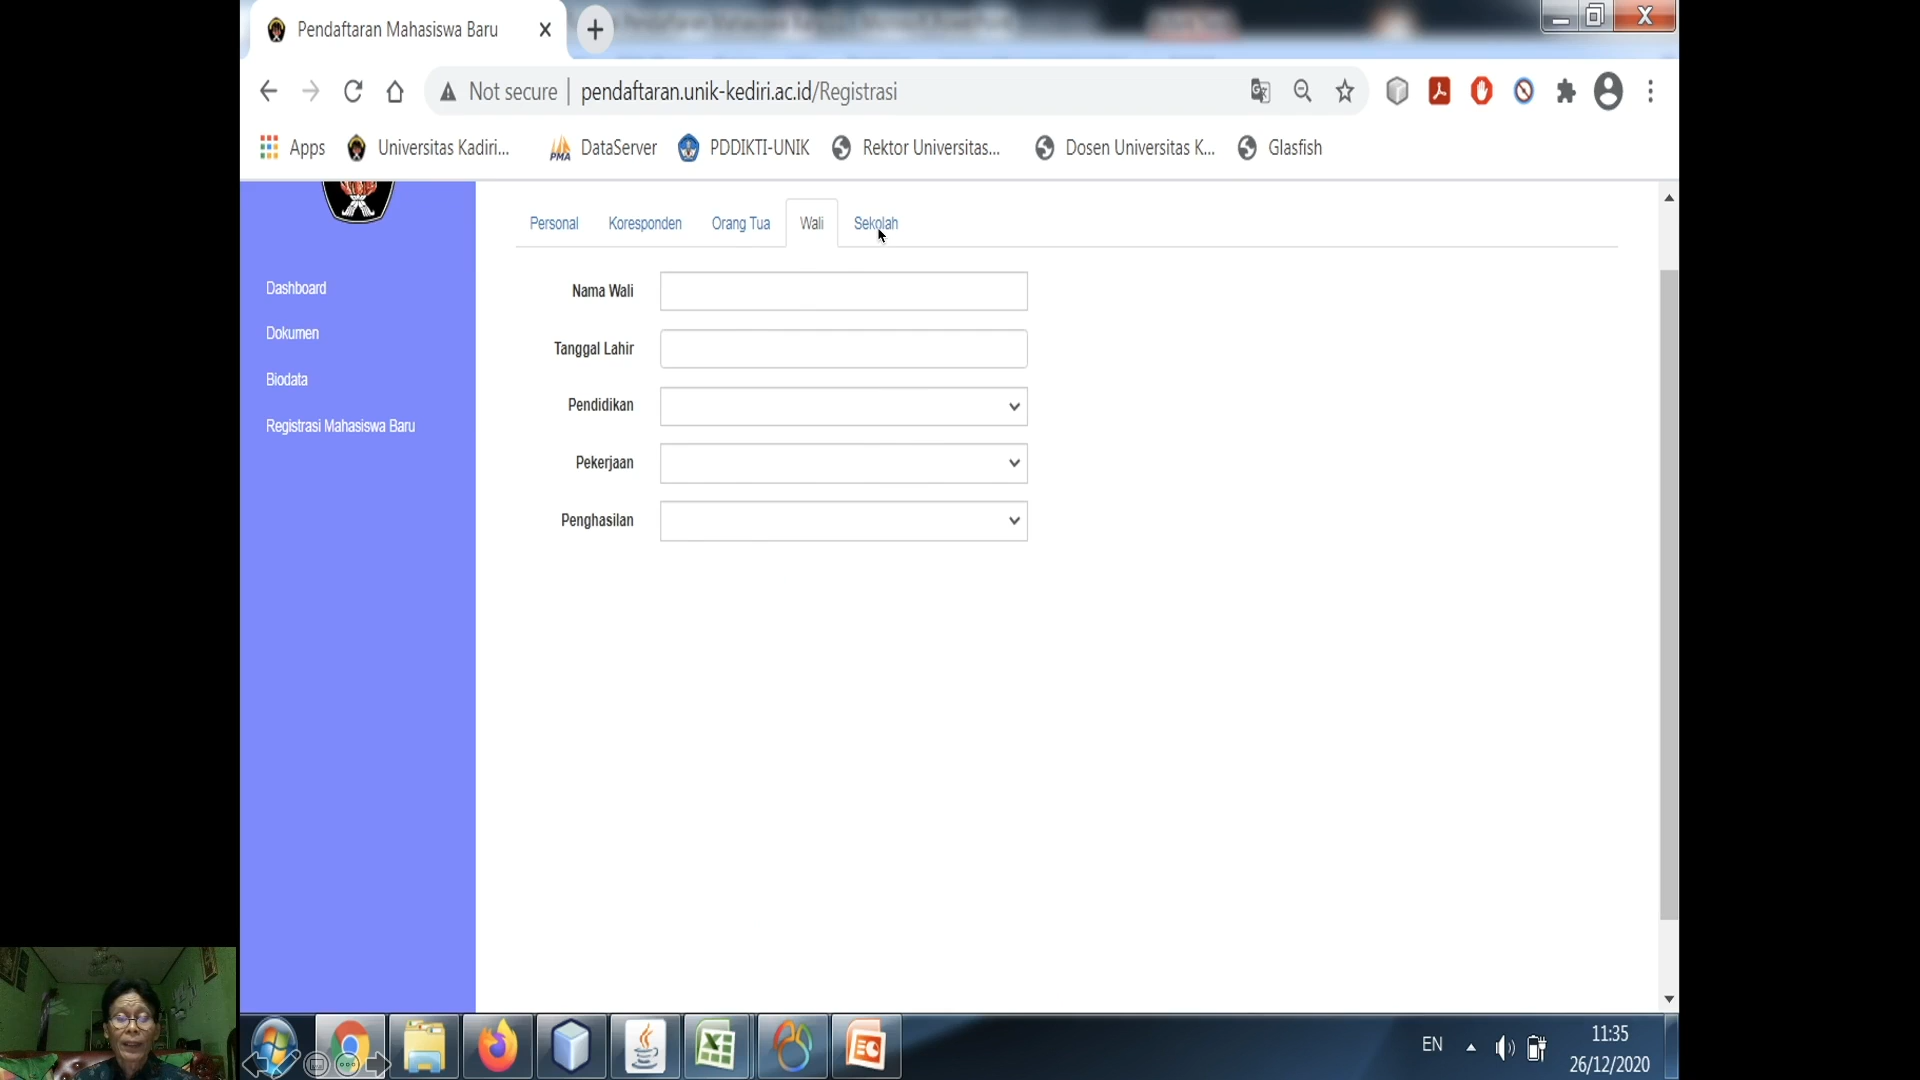 Pendaftaran Mahasiswa Baru
Not secure | pendaftaran.unik-kediri.ac.id/Registrasi
Apps Universitas Kadiri... DataServer PDDIKTI-UNIK Rektor Universitas... Dosen Universitas K... Glasfish
Personal Koresponden Orang Tua Wali Sekolah
Dashboard
Dokumen
Biodata
Registrasi Mahasiswa Baru
Nama Wali
Tanggal Lahir
Pendidikan
Pekerjaan
Penghasilan
EN
11:35
26/12/2020